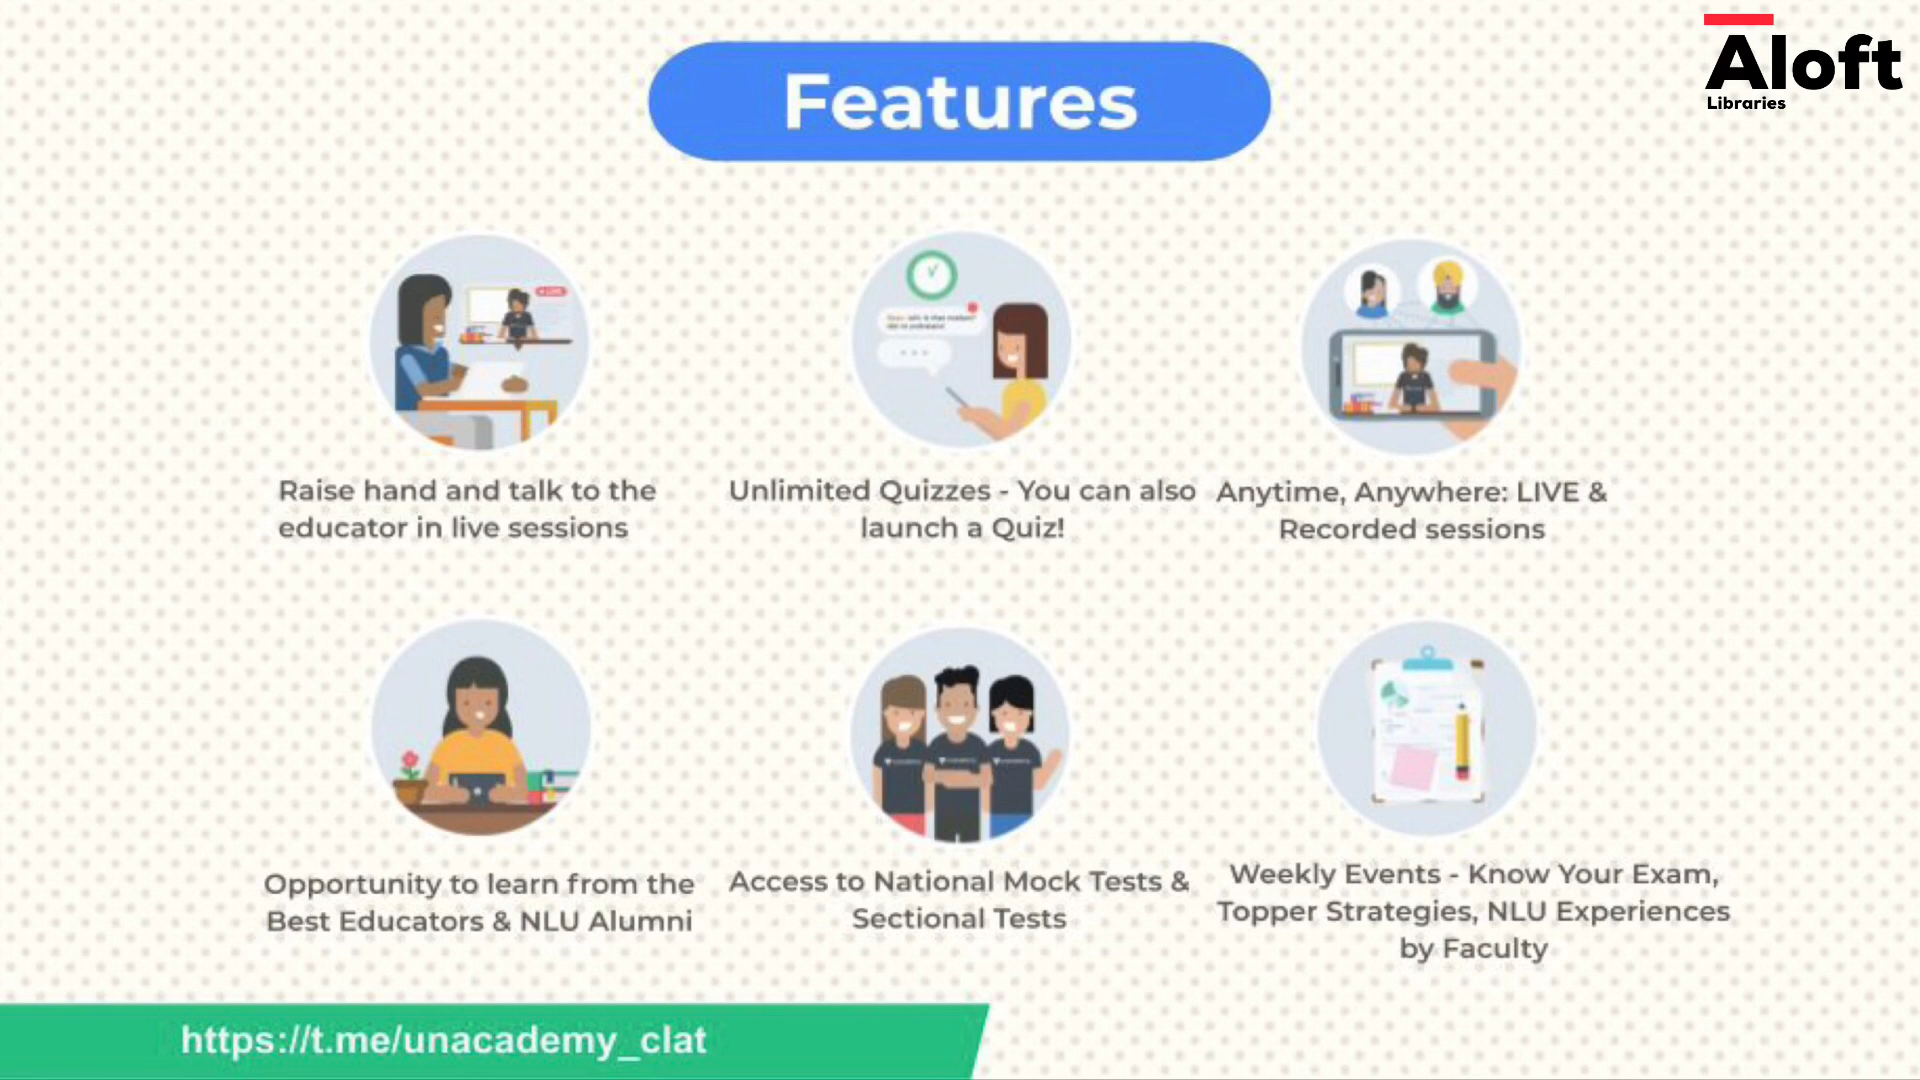 Aloft
Libraries
Features
LIVE
Raise hand and talk to the
educator in live sessions
Unlimited Quizzes - You can also
launch a Quiz!
Anytime, Anywhere: LIVE &
Recorded sessions
Opportunity to learn from the
Best Educators & NLU Alumni
Access to National Mock Tests &
Sectional Tests
Weekly Events - Know Your Exam,
Topper Strategies, NLU Experiences
by Faculty
https://t.me/unacademy_clat